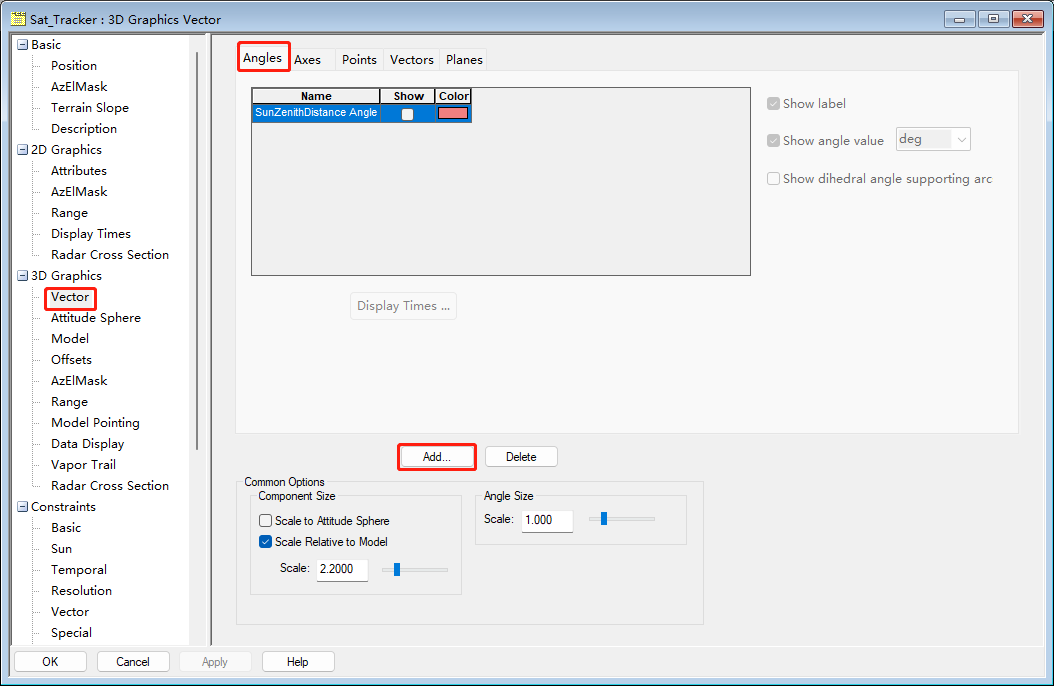 Sat_Tracker : 3D Graphics Vector
Basic
Position
AzElMask
Terrain Slope
Description
2D Graphics
Attributes
AzElMask
Range
Display Times
Radar Cross Section
3D Graphics
Vector
Attitude Sphere
Model
Offsets
AzElMask
Range
Model Pointing
Data Display
Vapor Trail
Radar Cross Section
Constraints
Basic
Sun
Temporal
Resolution
Vector
Special
Angles Axes Points Vectors Planes
Name Show Color
SunZenithDistance Angle
Show label
Show angle value deg
Show dihedral angle supporting arc
Display Times ...
Add... Delete
Common Options
Component Size
Scale to Attitude Sphere
Scale Relative to Model
Scale: 2.2000
Angle Size
Scale: 1.000
OK Cancel Apply Help